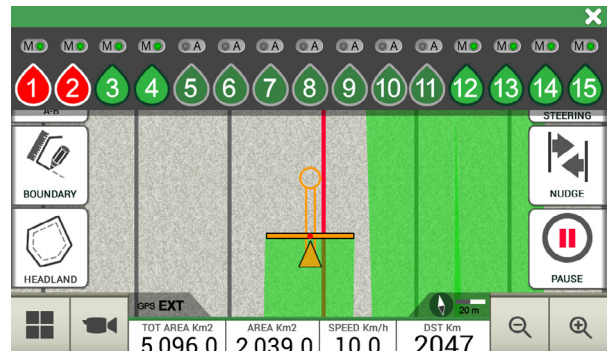 M M M M A A A A A A A M M M M
1 2 3 4 5 6 7 8 9 10 11 12 13 14 15
A-B
STEERING
BOUNDARY
NUDGE
HEADLAND
PAUSE
GPS EXT
20 m
TOT AREA Km2 AREA Km2 SPEED Km/h DST Km
5.096.0 2.039.0 10.0 2047